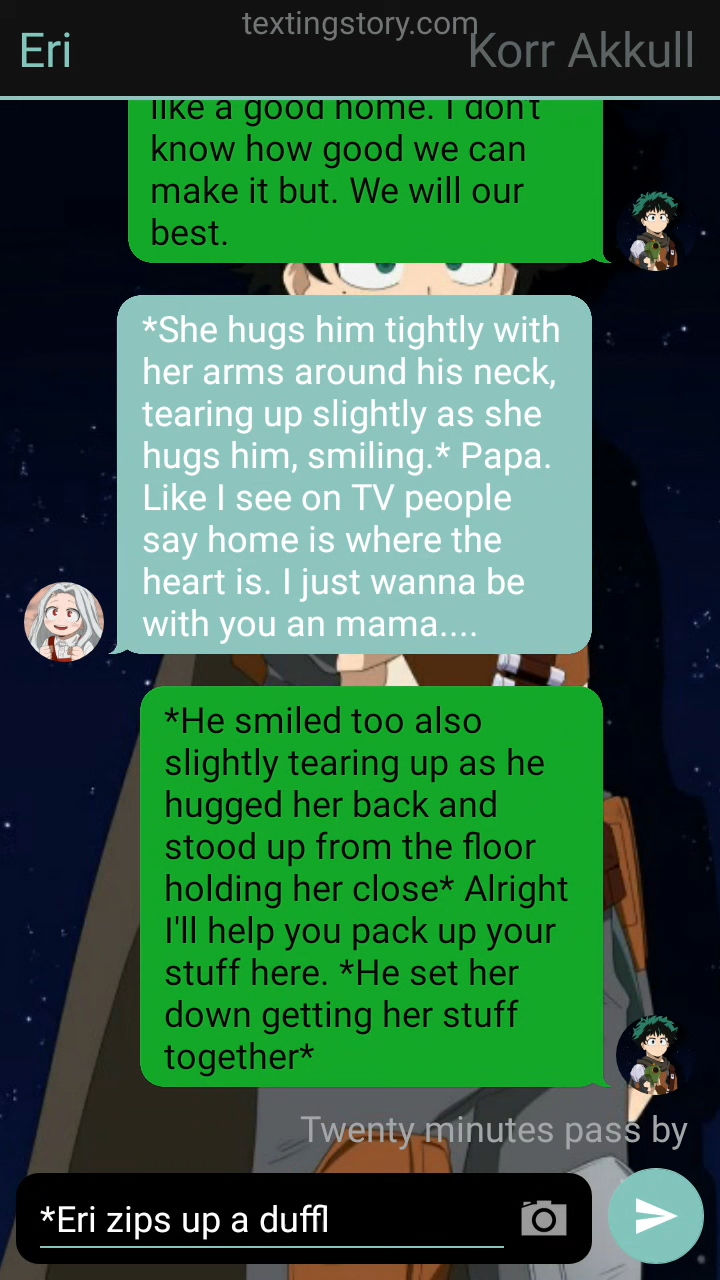 textingstory.com
Eri
Korr Akkull
like a good home. I don't
know how good we can
make it but. We will our
best.
*She hugs him tightly with
her arms around his neck,
tearing up slightly as she
hugs him, smiling.* Papa.
Like I see on TV people
say home is where the
heart is. I just wanna be
with you an mama....
*He smiled too also
slightly tearing up as he
hugged her back and
stood up from the floor
holding her close* Alright
I'll help you pack up your
stuff here. *He set her
down getting her stuff
together*
Twenty minutes pass by
*Eri zips up a duffl